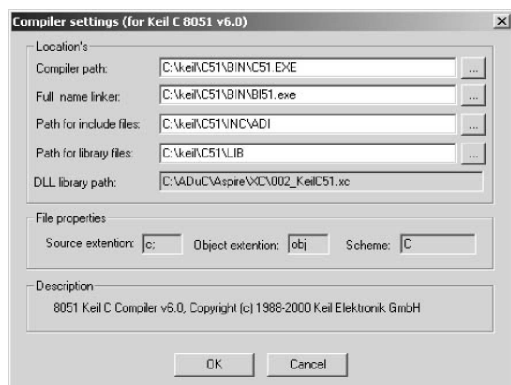 Compiler settings (for Keil C 8051 v6.0)
Location's
Compiler path: C:\keil\C51\BIN\C51.EXE ...
Full name linker: C:\keil\C51\BIN\Bl51.exe ...
Path for include files: C:\keil\C51\INC\ADI ...
Path for library files: C:\keil\C51\LIB ...
DLL library path: C:\ADuC\Aspire\XC\002_KeilC51.xc
File properties
Source extention: c; Object extention: obj Scheme: C
Description
8051 Keil C Compiler v6.0, Copyright (c) 1988-2000 Keil Elektronik GmbH
OK Cancel